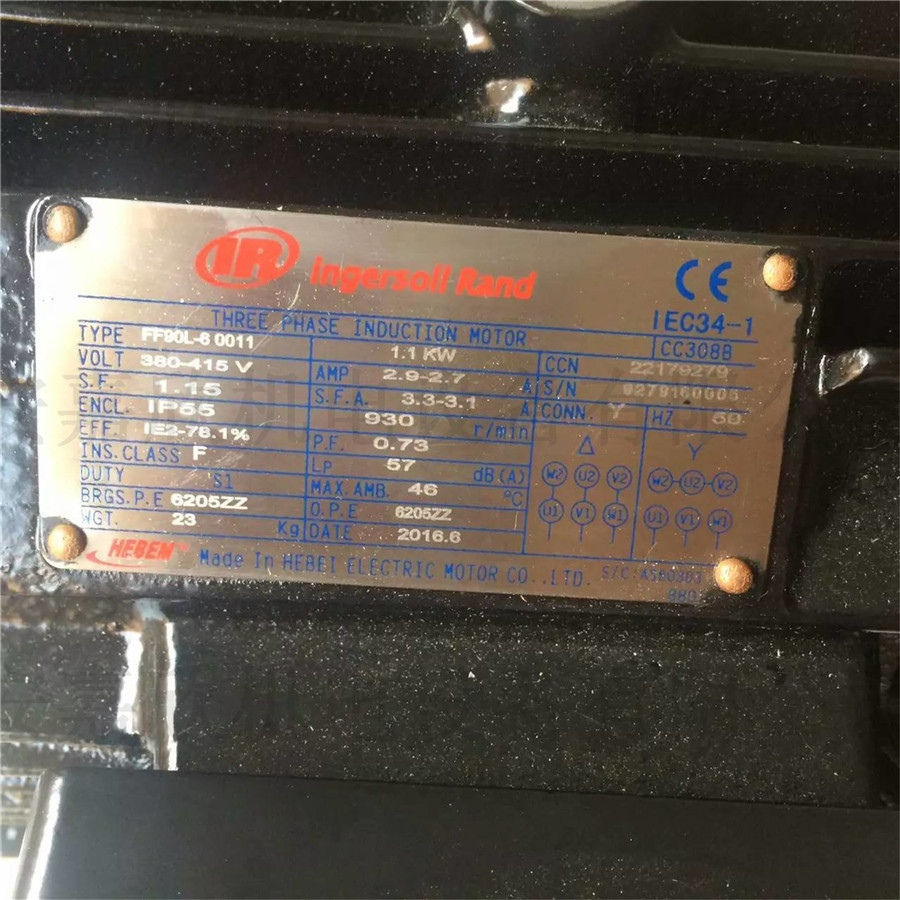 IR ingersoll Rand
CE
THREE PHASE INDUCTION MOTOR IEC34-1
TYPE FF90L-6 0011 1.1 KW CC308B
VOLT 380-415 V AMP 2.9-2.7 A CCN 22179279
S.F. 1.15 S.F.A. 3.3-3.1 A S/N 9279160006
ENCL. IP55 930 r/min CONN. Y HZ 50
EFF. IE2-78.1% P.F. 0.73 Δ Y
INS.CLASS F Lp 57 dB(A) W2 U2 V2 W2 U2 V2
DUTY S1 MAX.AMB. 46 °C U1 V1 W1 U1 V1 W1
BRGS.P.E 6205ZZ O.P.E 6205ZZ
WGT. 23 Kg DATE 2016.6
HEBEM Made In HEBEI ELECTRIC MOTOR CO.,LTD.